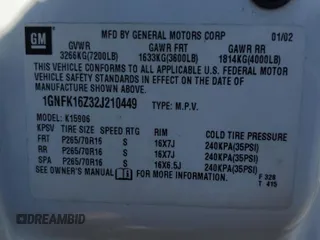 GM
MFD BY GENERAL MOTORS CORP 01/02
GVWR GAWR FRT GAWR RR
3266KG(7200LB) 1633KG(3600LB) 1814KG(4000LB)
THIS VEHICLE CONFORMS TO ALL APPLICABLE U.S. FEDERAL MOTOR
VEHICLE SAFETY STANDARDS IN EFFECT ON THE DATE OF
MANUFACTURE SHOWN ABOVE.
1GNFK16Z32J210449 TYPE: M.P.V.
MODEL: K15906
KPSV TIRE SIZE SPEED RTG RIM COLD TIRE PRESSURE
FRT P265/70R16 S 16X7J 240KPA(35PSI)
RR P265/70R16 S 16X7J 240KPA(35PSI)
SPA P265/70R16 S 16X6.5J 240KPA(35PSI)
SEE OWNER'S MANUAL FOR ADDITIONAL INFORMATION
F 328
T 415
DREAMBID